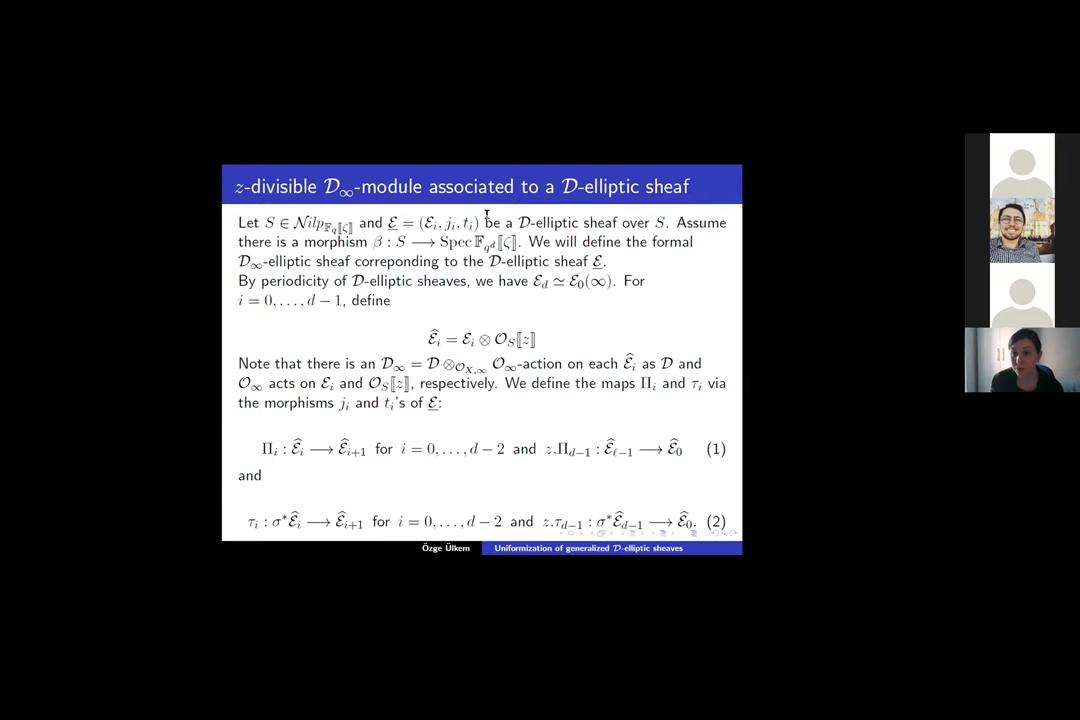 z-divisible 𝒟∞-module associated to a 𝒟-elliptic sheaf
Let S ∈ 𝒩ilp_{𝔽_q⟦ζ⟧} and ℰ̲ = (ℰ_i, j_i, t_i) be a 𝒟-elliptic sheaf over S. Assume
there is a morphism β : S ⟶ Spec 𝔽_{q^d}⟦ζ⟧. We will define the formal
𝒟∞-elliptic sheaf correponding to the 𝒟-elliptic sheaf ℰ̲.
By periodicity of 𝒟-elliptic sheaves, we have ℰ_d ≃ ℰ_0(∞). For
i = 0, . . . , d − 1, define
ℰ̂_i = ℰ_i ⊗ 𝒪_S⟦z⟧
Note that there is an 𝒟∞ = 𝒟 ⊗_{𝒪_{X,∞}} 𝒪∞-action on each ℰ̂_i as 𝒟 and
𝒪∞ acts on ℰ_i and 𝒪_S⟦z⟧, respectively. We define the maps Π_i and τ_i via
the morphisms j_i and t_i's of ℰ̲:
Π_i : ℰ̂_i ⟶ ℰ̂_{i+1} for i = 0, . . . , d − 2 and z.Π_{d−1} : ℰ̂_{ℓ−1} ⟶ ℰ̂_0 (1)
and
τ_i : σ*ℰ̂_i ⟶ ℰ̂_{i+1} for i = 0, . . . , d − 2 and z.τ_{d−1} : σ*ℰ̂_{d−1} ⟶ ℰ̂_0. (2)
Özge Ülkem Uniformization of generalized 𝒟-elliptic sheaves